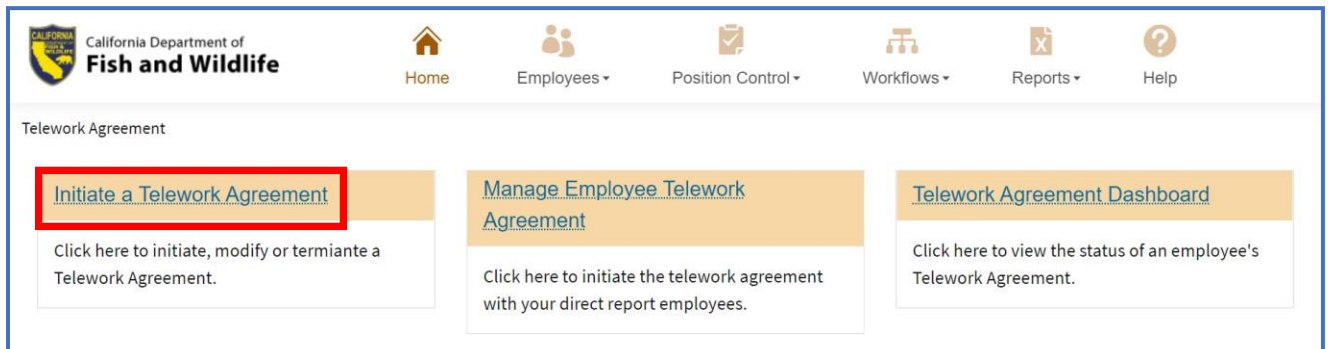 CALIFORNIA
California Department of
Fish and Wildlife
Home
Employees
Position Control
Workflows
Reports
Help
Telework Agreement
Initiate a Telework Agreement
Click here to initiate, modify or termiante a
Telework Agreement.
Manage Employee Telework
Agreement
Click here to initiate the telework agreement
with your direct report employees.
Telework Agreement Dashboard
Click here to view the status of an employee's
Telework Agreement.